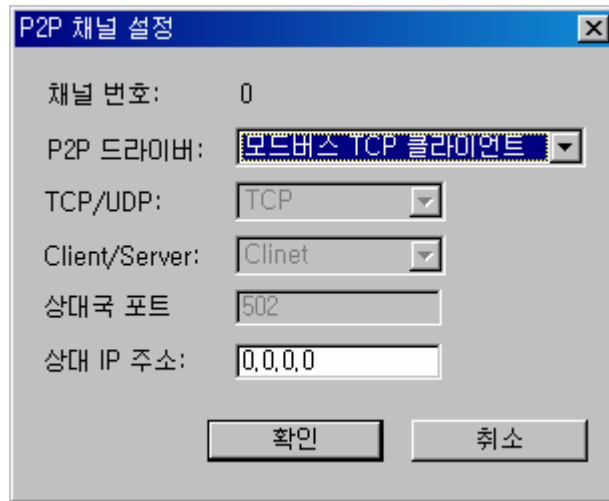 P2P 채널 설정
채널 번호: 0
P2P 드라이버: 모드버스 TCP 클라이언트
TCP/UDP: TCP
Client/Server: Clinet
상대국 포트 502
상대 IP 주소: 0,0,0,0
확인 취소